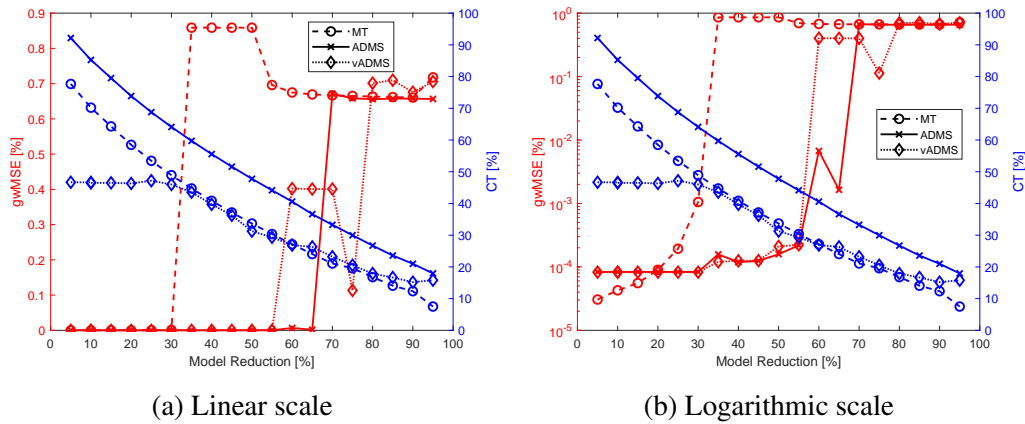 0.9
0.8
0.7
0.6
0.5
0.4
0.3
0.2
0.1
0
gwMSE [%]
MT
ADMS
vADMS
100
90
80
70
60
50
40
30
20
10
0
CT [%]
0 10 20 30 40 50 60 70 80 90 100
Model Reduction [%]
(a) Linear scale
10^0
10^-1
10^-2
10^-3
10^-4
10^-5
gwMSE [%]
MT
ADMS
vADMS
100
90
80
70
60
50
40
30
20
10
0
CT [%]
0 10 20 30 40 50 60 70 80 90 100
Model Reduction [%]
(b) Logarithmic scale